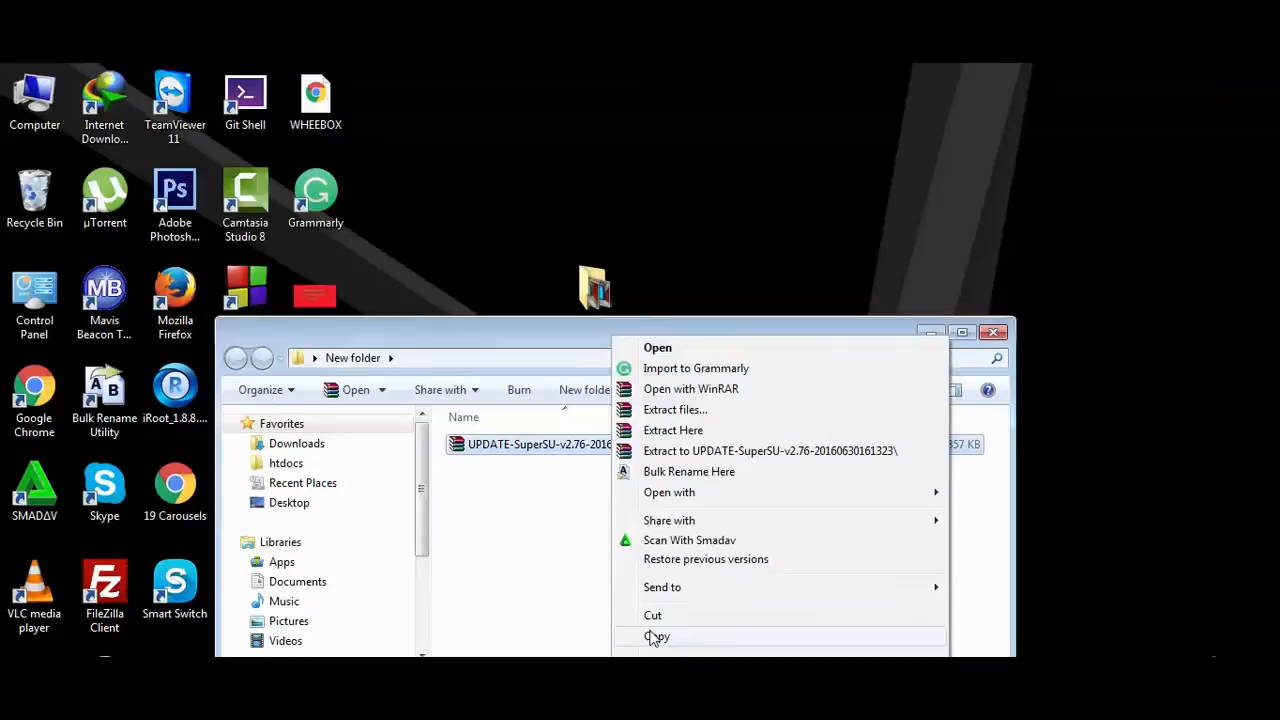 Computer
Internet
Downlo...
TeamViewer
11
Git Shell
WHEEBOX
Recycle Bin
µTorrent
Adobe
Photosh...
Camtasia
Studio 8
Grammarly
Control
Panel
Mavis
Beacon T...
Mozilla
Firefox
Google
Chrome
Bulk Rename
Utility
iRoot_1.8.8....
SMADΔV
Skype
19 Carousels
VLC media
player
FileZilla
Client
Smart Switch
New folder
Organize
Open
Share with
Burn
New folde
Favorites
Downloads
htdocs
Recent Places
Desktop
Libraries
Apps
Documents
Music
Pictures
Videos
Name
UPDATE-SuperSU-v2.76-2016
857 KB
Open
Import to Grammarly
Open with WinRAR
Extract files...
Extract Here
Extract to UPDATE-SuperSU-v2.76-20160630161323\
Bulk Rename Here
Open with
Share with
Scan With Smadav
Restore previous versions
Send to
Cut
Copy